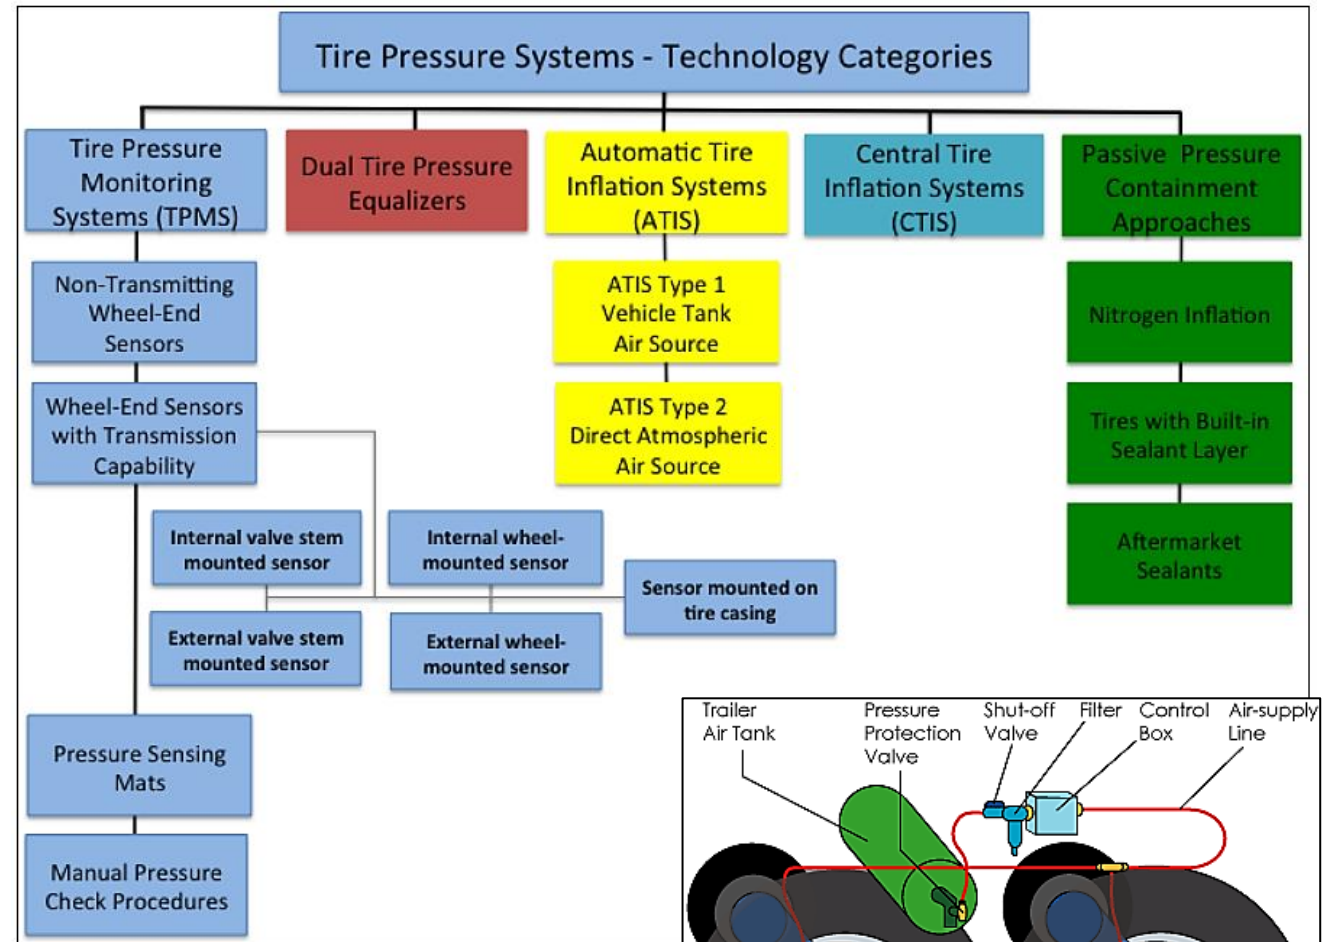 Tire Pressure Systems - Technology Categories
Tire Pressure
Monitoring
Systems (TPMS)
Dual Tire Pressure
Equalizers
Automatic Tire
Inflation Systems
(ATIS)
Central Tire
Inflation Systems
(CTIS)
Passive Pressure
Containment
Approaches
Non-Transmitting
Wheel-End
Sensors
ATIS Type 1
Vehicle Tank
Air Source
Nitrogen Inflation
Wheel-End Sensors
with Transmission
Capability
ATIS Type 2
Direct Atmospheric
Air Source
Tires with Built-in
Sealant Layer
Internal valve stem
mounted sensor
Internal wheel-
mounted sensor
Sensor mounted on
tire casing
Aftermarket
Sealants
External valve stem
mounted sensor
External wheel-
mounted sensor
Pressure Sensing
Mats
Manual Pressure
Check Procedures
Trailer
Air Tank
Pressure
Protection
Valve
Shut-off
Valve
Filter
Control
Box
Air-supply
Line